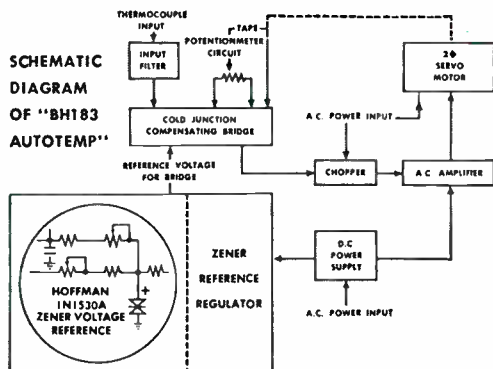 SCHEMATIC
DIAGRAM
OF "BH183
AUTOTEMP"
THERMOCOUPLE
INPUT
INPUT
FILTER
TAPE
POTENTIONMETER
CIRCUIT
2Φ
SERVO
MOTOR
COLD JUNCTION
COMPENSATING BRIDGE
A.C. POWER INPUT
REFERENCE VOLTAGE
FOR BRIDGE
CHOPPER
A C AMPLIFIER
HOFFMAN
1N1530A
ZENER VOLTAGE
REFERENCE
+
ZENER
REFERENCE
REGULATOR
D.C
POWER
SUPPLY
A.C. POWER INPUT